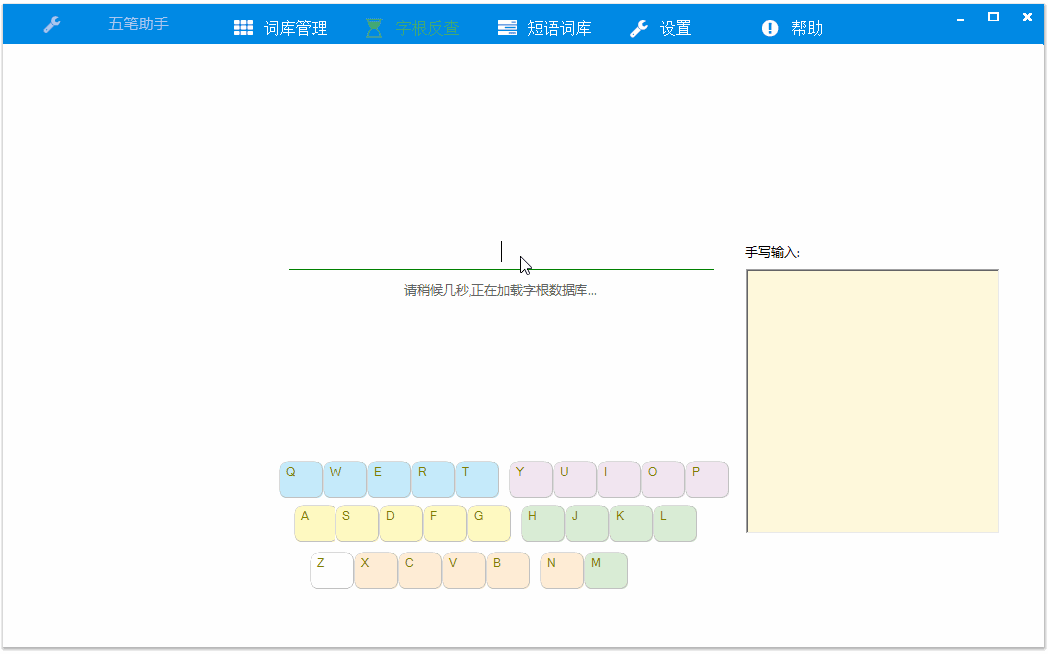 五笔助手 词库管理 字根反查 短语词库 设置 帮助
手写输入:
请稍候几秒,正在加载字根数据库...
Q W E R T Y U I O P
A S D F G H J K L
Z X C V B N M